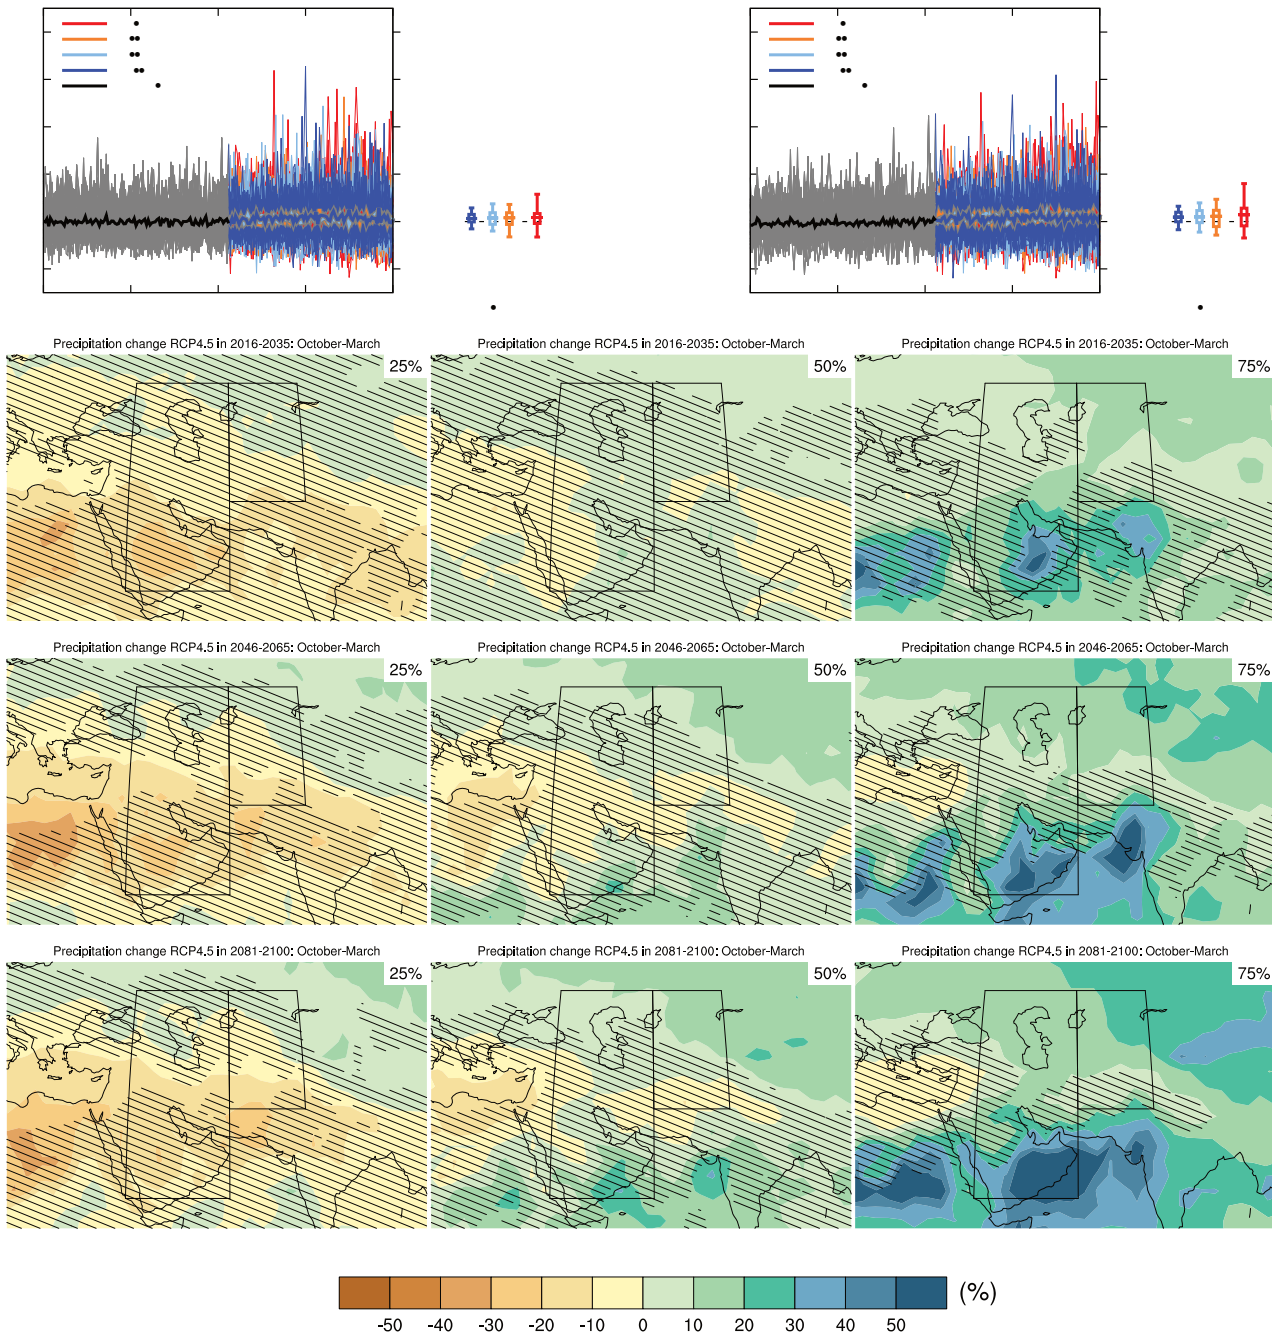 Precipitation change RCP4.5 in 2016-2035: October-March
Precipitation change RCP4.5 in 2016-2035: October-March
Precipitation change RCP4.5 in 2016-2035: October-March
25%
50%
75%
Precipitation change RCP4.5 in 2046-2065: October-March
Precipitation change RCP4.5 in 2046-2065: October-March
Precipitation change RCP4.5 in 2046-2065: October-March
25%
50%
75%
Precipitation change RCP4.5 in 2081-2100: October-March
Precipitation change RCP4.5 in 2081-2100: October-March
Precipitation change RCP4.5 in 2081-2100: October-March
25%
50%
75%
(%)
-50 -40 -30 -20 -10 0 10 20 30 40 50